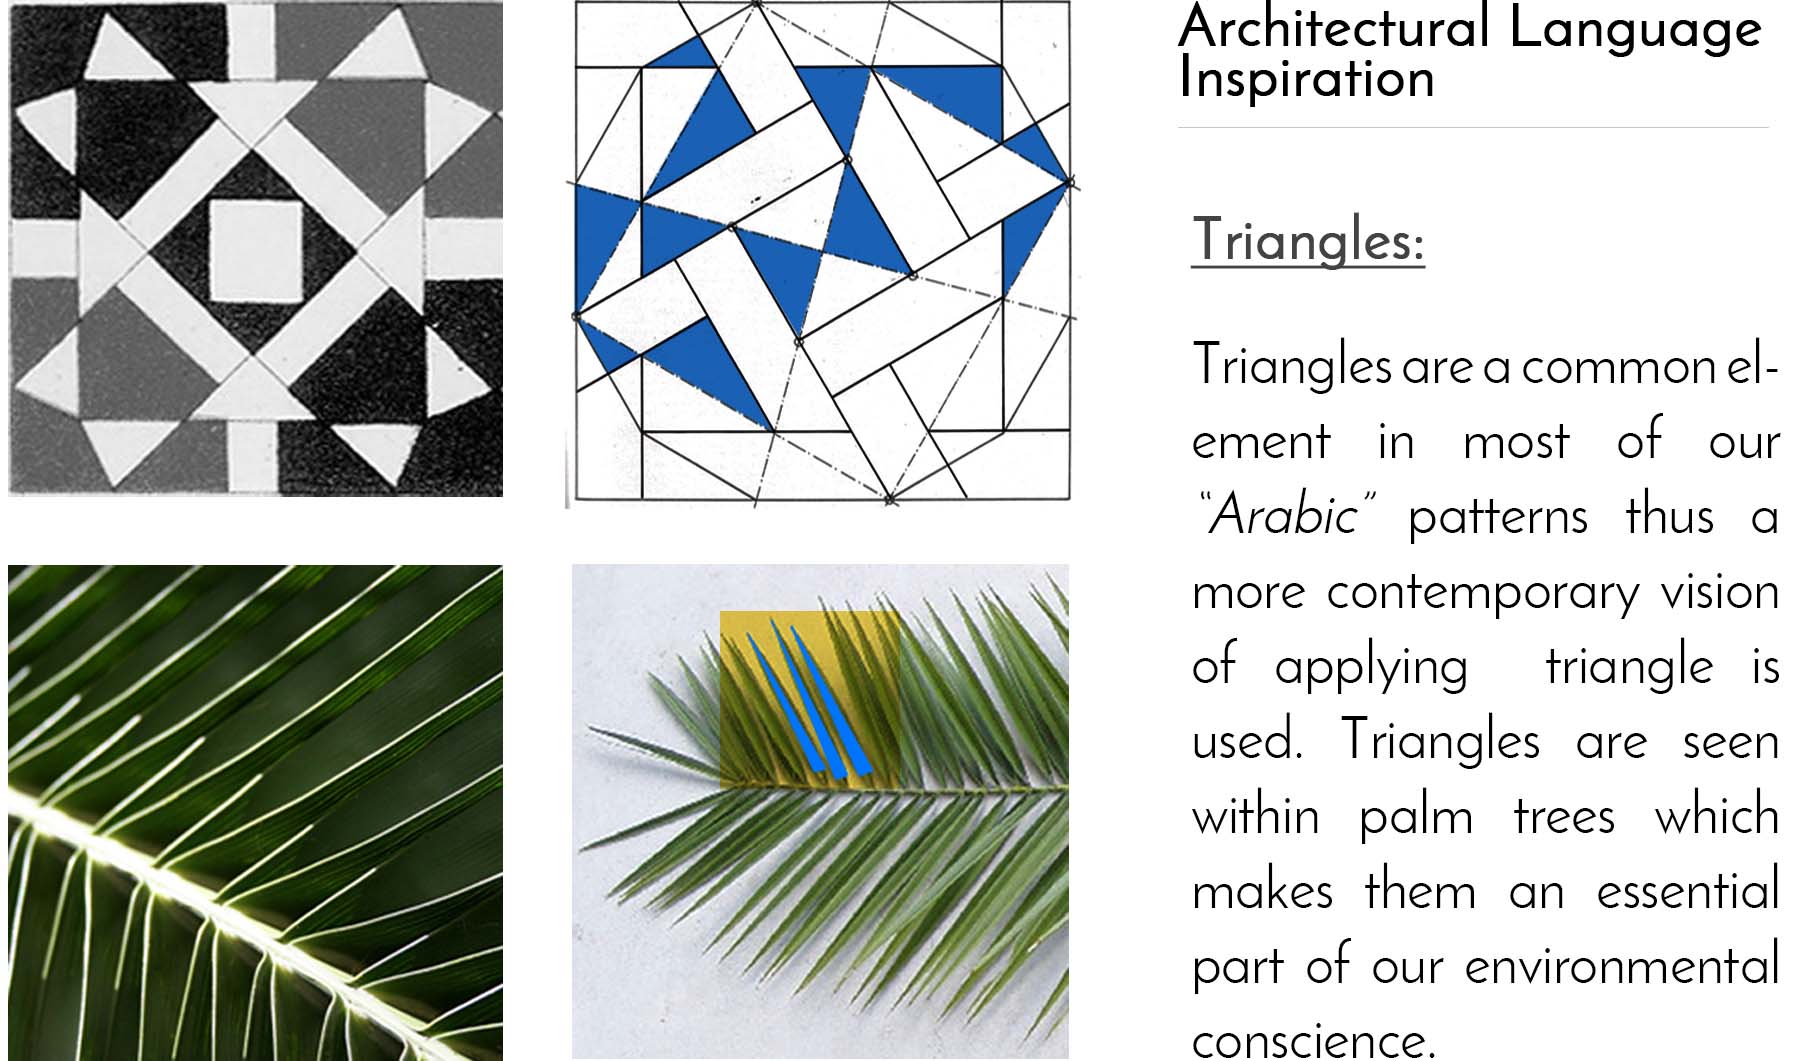 Architectural Language
Inspiration
Triangles:
Triangles are a common el-
ement in most of our
“Arabic” patterns thus a
more contemporary vision
of applying triangle is
used. Triangles are seen
within palm trees which
makes them an essential
part of our environmental
conscience.